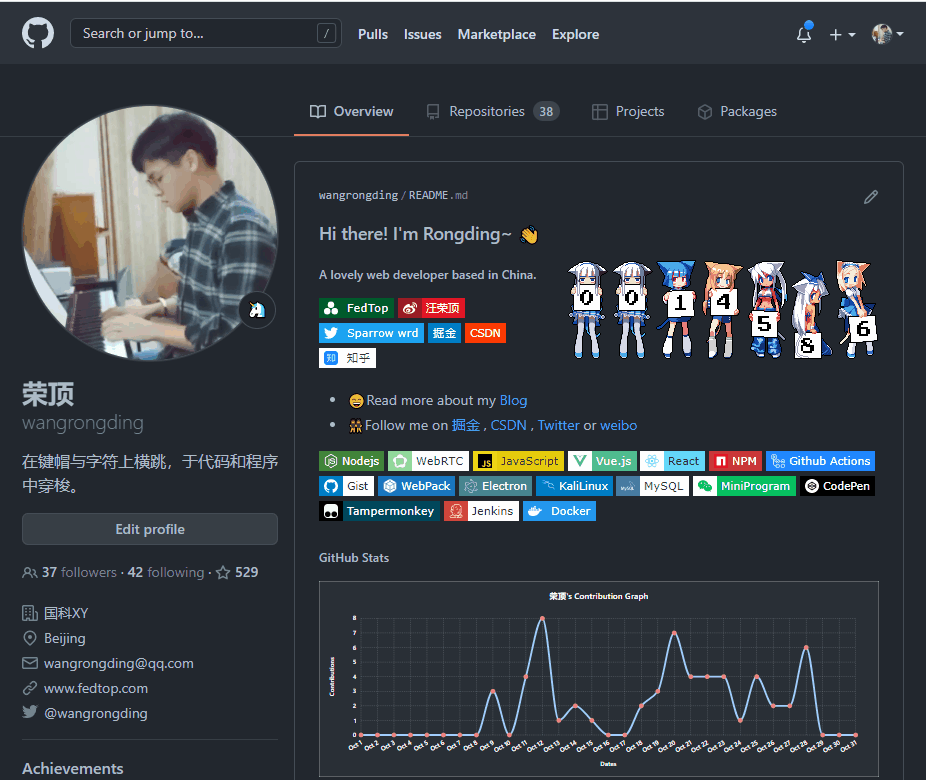 Search or jump to... /
Pulls Issues Marketplace Explore
Overview Repositories 38 Projects Packages
荣顶
wangrongding
在键帽与字符上横跳，于代码和程序
中穿梭。
Edit profile
37 followers · 42 following · 529
国科XY
Beijing
wangrongding@qq.com
www.fedtop.com
@wangrongding
Achievements
wangrongding/README.md
Hi there! I'm Rongding~ 👋
A lovely web developer based in China.
FedTop 汪荣顶
Sparrow wrd 掘金 CSDN
知 知乎
0 0 1 4 5 8 6
• 😄Read more about my Blog
• Follow me on 掘金 , CSDN , Twitter or weibo
Nodejs WebRTC JS JavaScript Vue.js React NPM Github Actions
Gist WebPack Electron KaliLinux MySQL MiniProgram CodePen
Tampermonkey Jenkins Docker
GitHub Stats
荣顶's Contribution Graph
Contributions
8
7
6
5
4
3
2
1
0
Oct 1 Oct 2 Oct 3 Oct 4 Oct 5 Oct 6 Oct 7 Oct 8 Oct 9 Oct 10 Oct 11 Oct 12 Oct 13 Oct 14 Oct 15 Oct 16 Oct 17 Oct 18 Oct 19 Oct 20 Oct 21 Oct 22 Oct 23 Oct 24 Oct 25 Oct 26 Oct 27 Oct 28 Oct 29 Oct 30 Oct 31
Dates